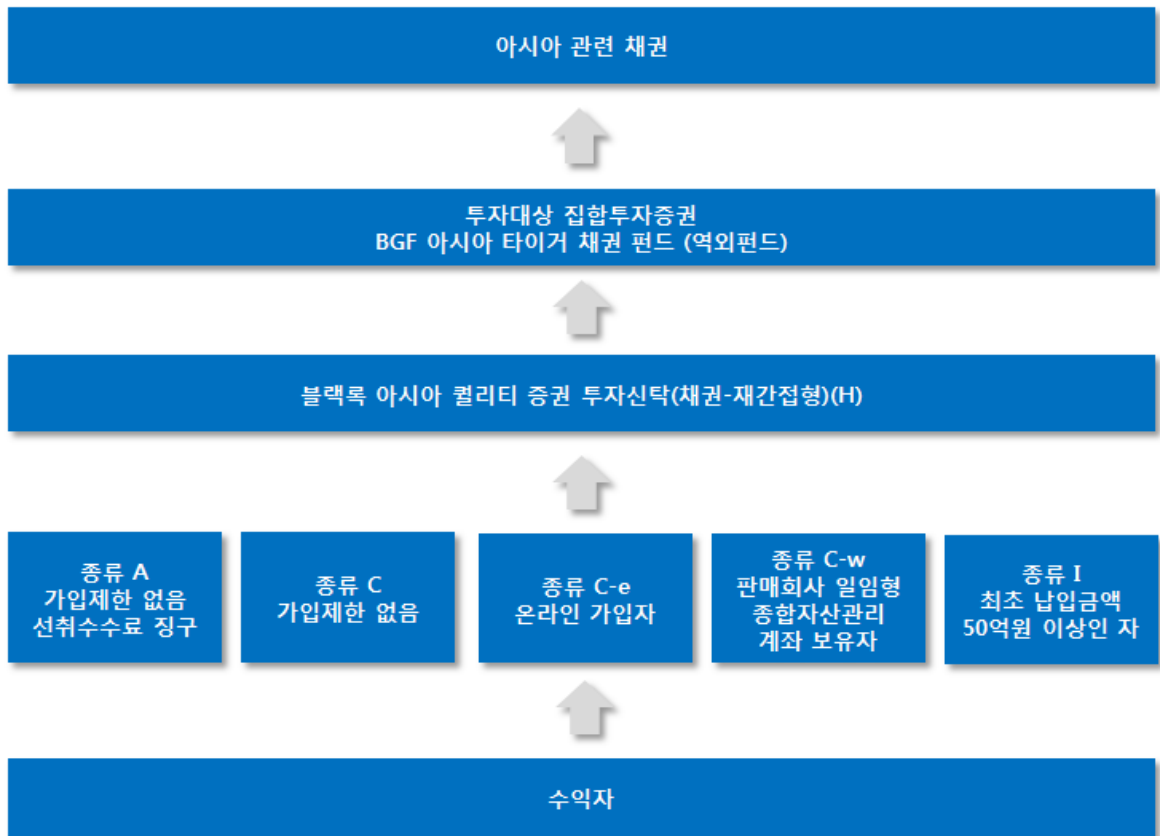 아시아 관련 채권
투자대상 집합투자증권
BGF 아시아 타이거 채권 펀드 (역외펀드)
블랙록 아시아 퀄리티 증권 투자신탁(채권-재간접형)(H)
종류 A
가입제한 없음
선취수수료 징구
종류 C
가입제한 없음
종류 C-e
온라인 가입자
종류 C-w
판매회사 일임형
종합자산관리
계좌 보유자
종류 I
최초 납입금액
50억원 이상인 자
수익자